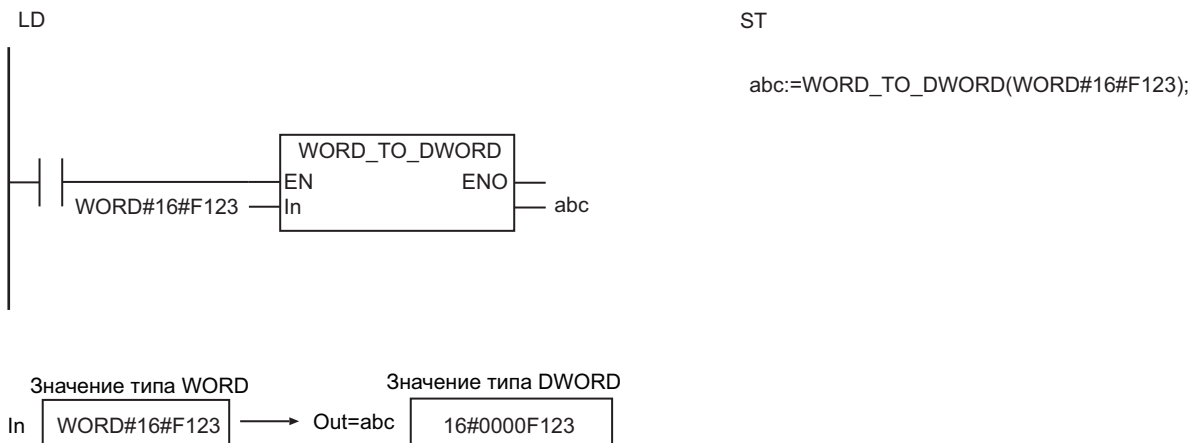 LD
ST
abc:=WORD_TO_DWORD(WORD#16#F123);
WORD_TO_DWORD
EN ENO
WORD#16#F123 In abc
Значение типа WORD Значение типа DWORD
In WORD#16#F123 Out=abc 16#0000F123